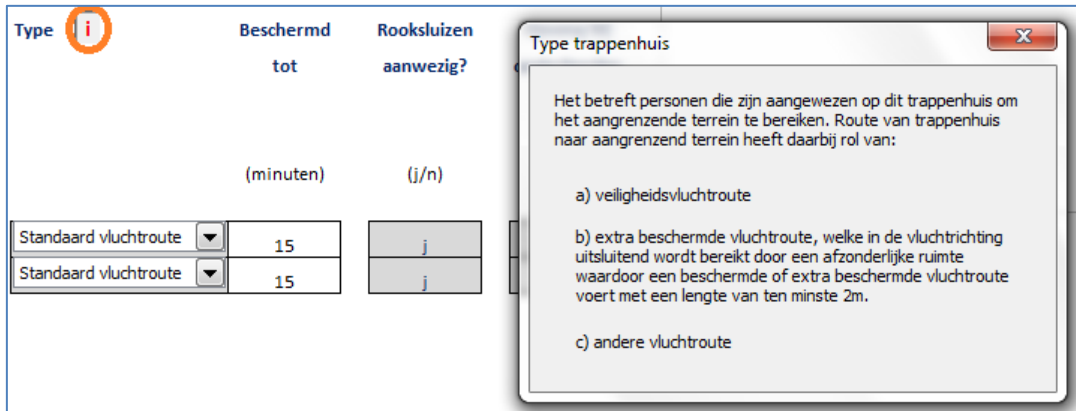 Type i Beschermd Rooksluizen
tot aanwezig?
(minuten) (j/n)
Standaard vluchtroute 15 j
Standaard vluchtroute 15 j
Type trappenhuis
Het betreft personen die zijn aangewezen op dit trappenhuis om
het aangrenzende terrein te bereiken. Route van trappenhuis
naar aangrenzend terrein heeft daarbij rol van:
a) veiligheidsvluchtroute
b) extra beschermde vluchtroute, welke in de vluchtrichting
uitsluitend wordt bereikt door een afzonderlijke ruimte
waardoor een beschermde of extra beschermde vluchtroute
voert met een lengte van ten minste 2m.
c) andere vluchtroute